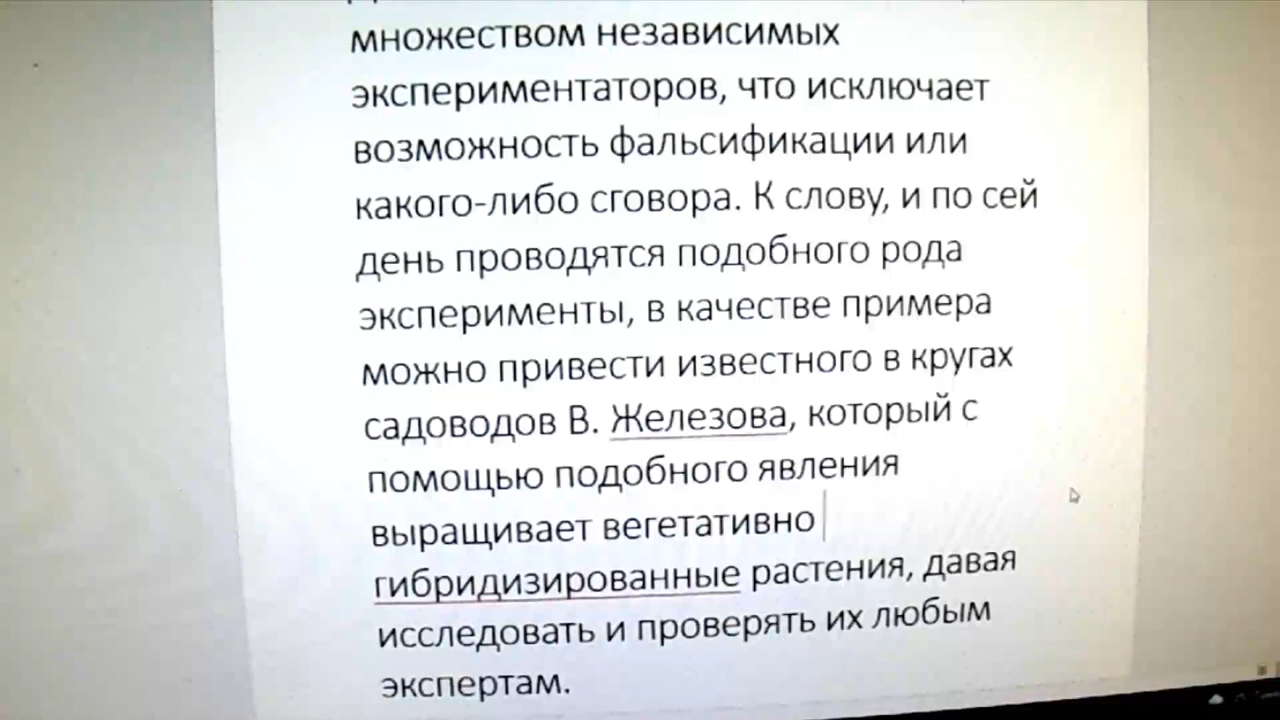 множеством независимых
экспериментаторов, что исключает
возможность фальсификации или
какого-либо сговора. К слову, и по сей
день проводятся подобного рода
эксперименты, в качестве примера
можно привести известного в кругах
садоводов В. Железова, который с
помощью подобного явления
выращивает вегетативно
гибридизированные растения, давая
исследовать и проверять их любым
экспертам.